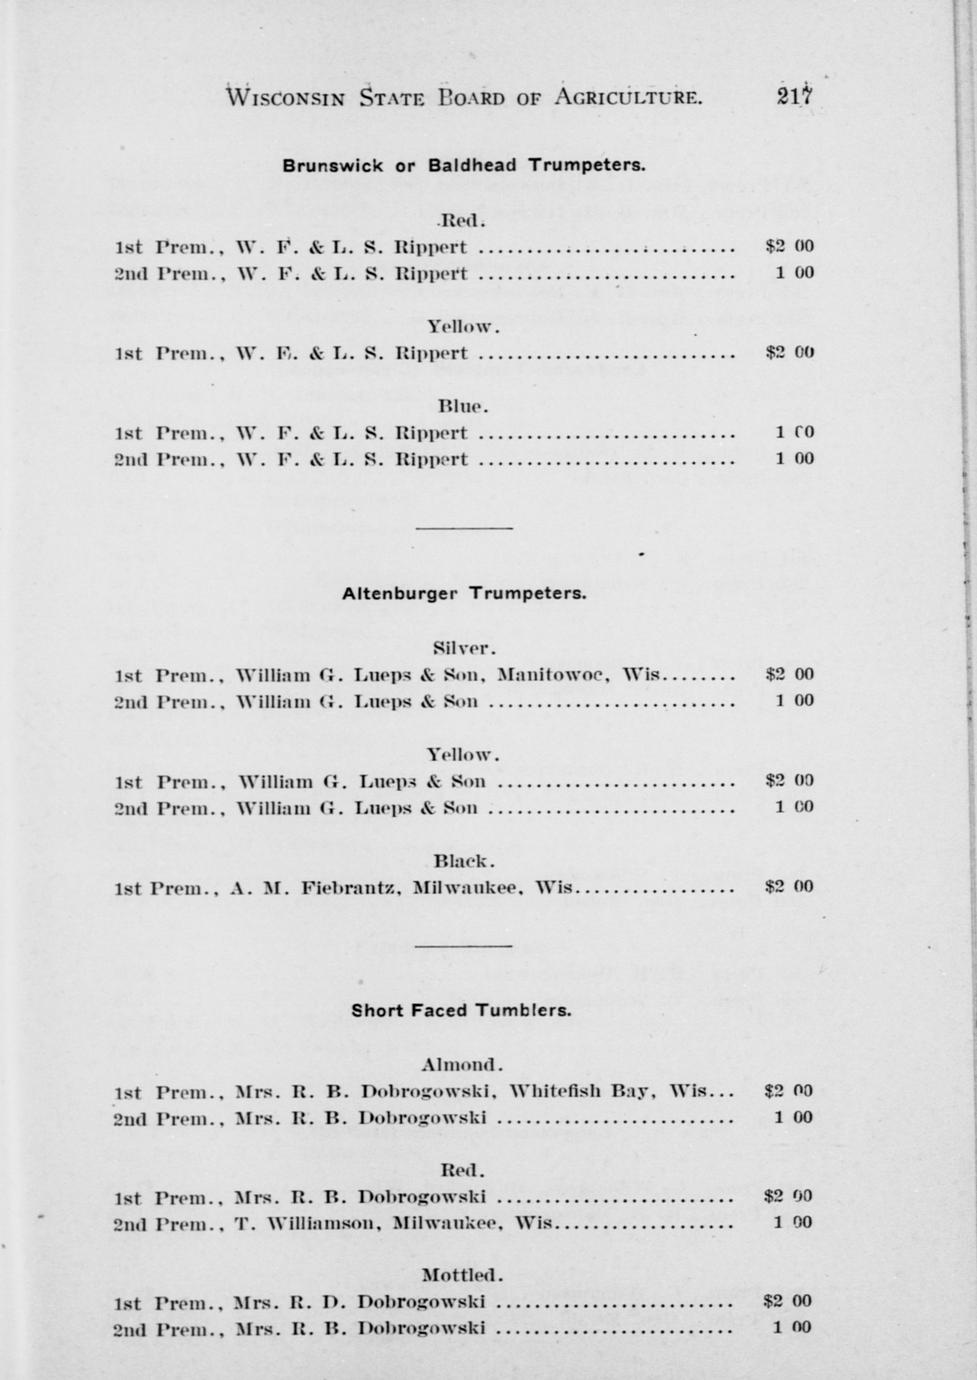 WISCONSIN STATE BOARD OF AGRICULTURE. 217
Brunswick or Baldhead Trumpeters.
Red.
1st Prem., W. F. & L. S. Rippert ........................... $2 00
2nd Prem., W. F. & L. S. Rippert ........................... 1 00
Yellow.
1st Prem., W. F. & L. S. Rippert ........................... $2 00
Blue.
1st Prem., W. F. & L. S. Rippert ........................... 1 00
2nd Prem., W. F. & L. S. Rippert ........................... 1 00
Altenburger Trumpeters.
Silver.
1st Prem., William G. Lueps & Son, Manitowoc, Wis........ $2 00
2nd Prem., William G. Lueps & Son .......................... 1 00
Yellow.
1st Prem., William G. Lueps & Son ......................... $2 00
2nd Prem., William G. Lueps & Son .......................... 1 00
Black.
1st Prem., A. M. Fiebrantz, Milwaukee, Wis................. $2 00
Short Faced Tumblers.
Almond.
1st Prem., Mrs. R. B. Dobrogowski, Whitefish Bay, Wis... $2 00
2nd Prem., Mrs. R. B. Dobrogowski ......................... 1 00
Red.
1st Prem., Mrs. R. B. Dobrogowski ......................... $2 00
2nd Prem., T. Williamson, Milwaukee, Wis................... 1 00
Mottled.
1st Prem., Mrs. R. D. Dobrogowski ......................... $2 00
2nd Prem., Mrs. R. B. Dobrogowski ......................... 1 00